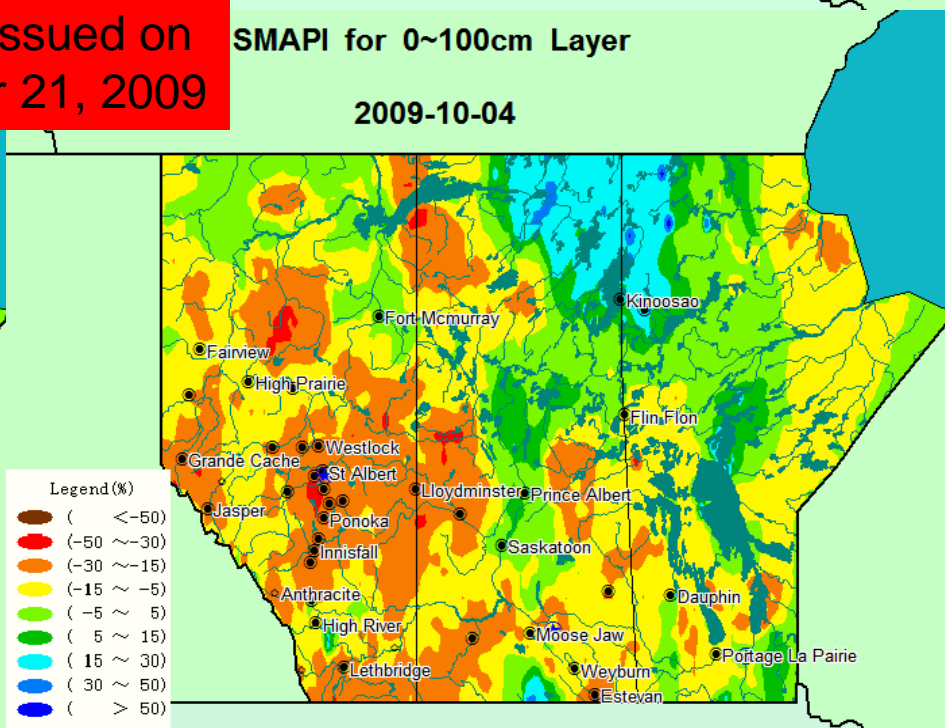 ssued on
r 21, 2009
SMAPI for 0~100cm Layer
2009-10-04
Kinoosao
Fort Mcmurray
Fairview
High Prairie
Flin Flon
Westlock
Grande Cache
St Albert
Lloydminster
Prince Albert
Jasper
Ponoka
Innisfall
Saskatoon
Anthracite
Dauphin
High River
Moose Jaw
Portage La Pairie
Lethbridge
Weyburn
Estevan
Legend(%)
( <-50)
(-50 ~-30)
(-30 ~-15)
(-15 ~ -5)
( -5 ~ 5)
( 5 ~ 15)
( 15 ~ 30)
( 30 ~ 50)
( > 50)